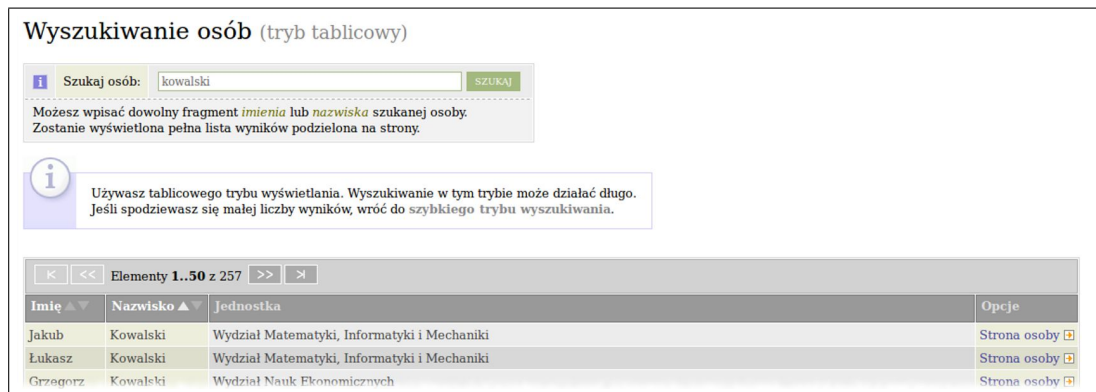 Wyszukiwanie osób (tryb tablicowy)
i Szukaj osób: kowalski SZUKAJ
Możesz wpisać dowolny fragment imienia lub nazwiska szukanej osoby.
Zostanie wyświetlona pełna lista wyników podzielona na strony.
i
Używasz tablicowego trybu wyświetlania. Wyszukiwanie w tym trybie może działać długo.
Jeśli spodziewasz się małej liczby wyników, wróć do szybkiego trybu wyszukiwania.
K << Elementy 1..50 z 257 >> >|
Imię ▲▼ Nazwisko ▲▼ Jednostka Opcje
Jakub Kowalski Wydział Matematyki, Informatyki i Mechaniki Strona osoby
Łukasz Kowalski Wydział Matematyki, Informatyki i Mechaniki Strona osoby
Grzegorz Kowalski Wydział Nauk Ekonomicznych Strona osoby